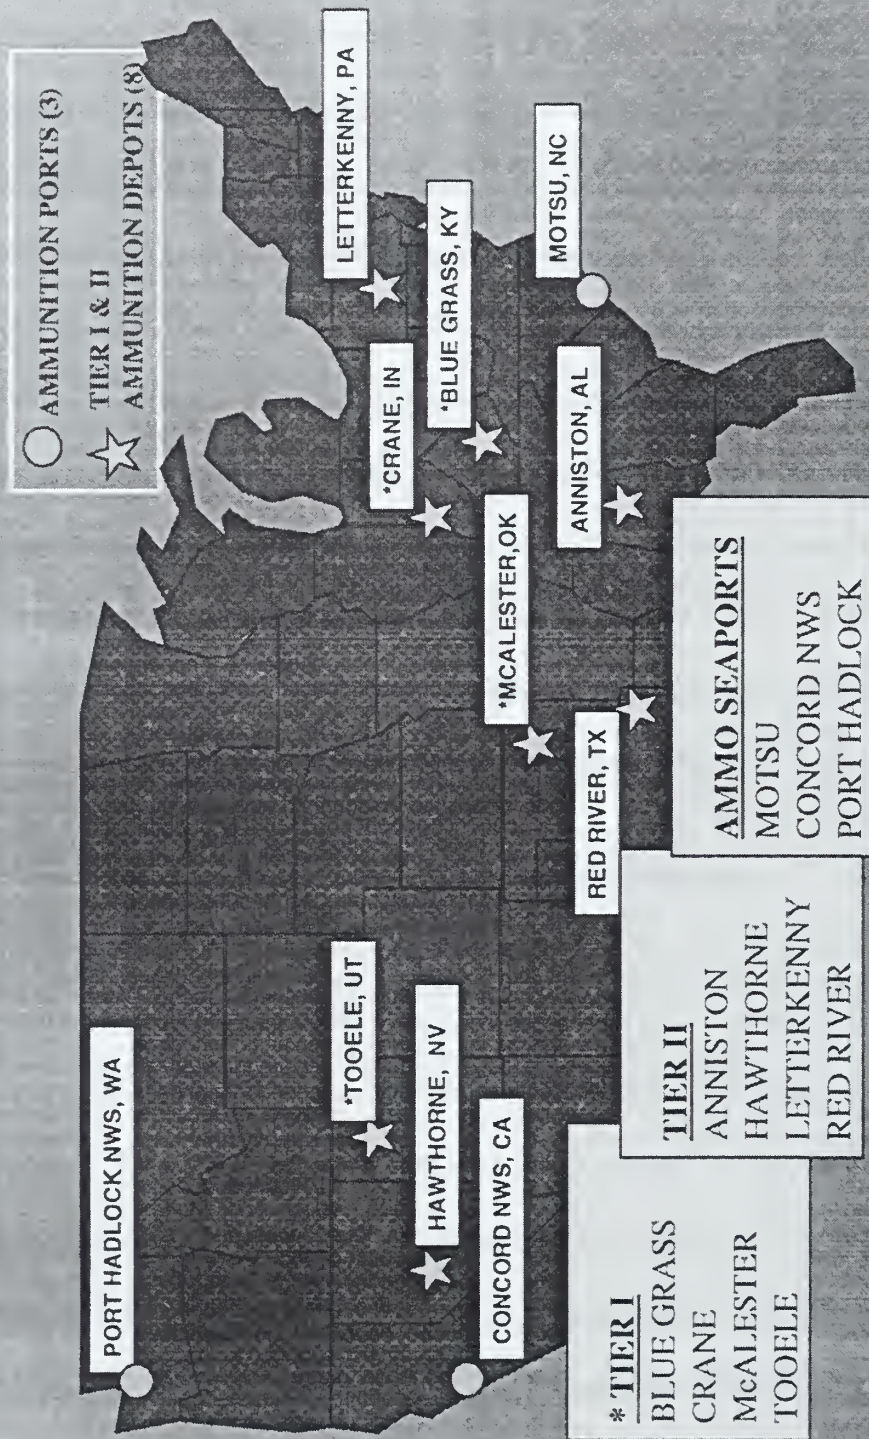 AMMUNITION PORTS (3)
TIER I & II
AMMUNITION DEPOTS (8)
PORT HADLOCK NWS, WA
*TOOELE, UT
HAWTHORNE, NV
CONCORD NWS, CA
LETTERKENNY, PA
*CRANE, IN
*BLUE GRASS, KY
*MCALESTER,OK
MOTSU, NC
ANNISTON, AL
RED RIVER, TX
* TIER I
BLUE GRASS
CRANE
McALESTER
TOOELE
TIER II
ANNISTON
HAWTHORNE
LETTERKENNY
RED RIVER
AMMO SEAPORTS
MOTSU
CONCORD NWS
PORT HADLOCK